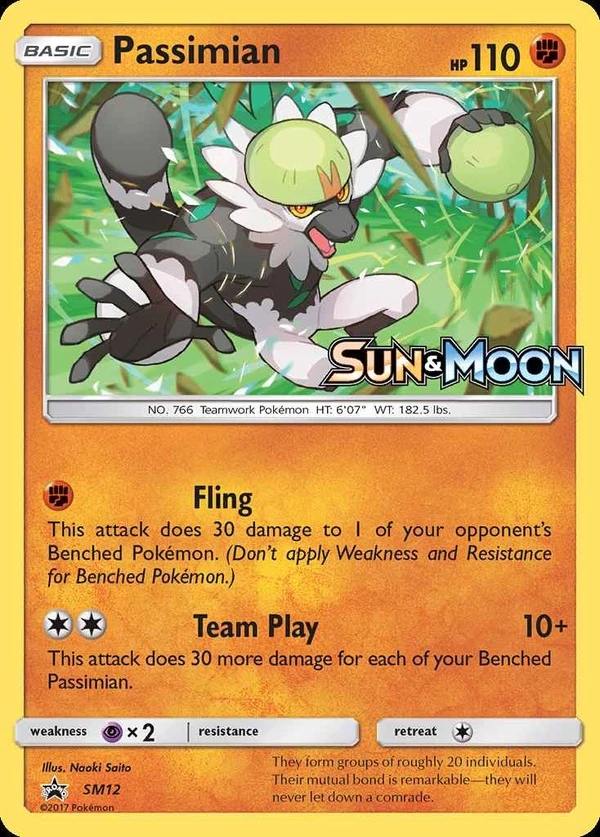 BASIC Passimian HP 110
SUN & MOON
NO. 766 Teamwork Pokémon HT: 6'07" WT: 182.5 lbs.
Fling
This attack does 30 damage to 1 of your opponent's
Benched Pokémon. (Don't apply Weakness and Resistance
for Benched Pokémon.)
Team Play 10+
This attack does 30 more damage for each of your Benched
Passimian.
weakness ×2 resistance retreat
Illus. Naoki Saito
SM12
©2017 Pokémon
They form groups of roughly 20 individuals.
Their mutual bond is remarkable—they will
never let down a comrade.
PROMO